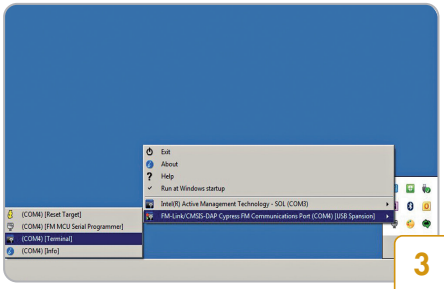 Exit
About
Help
Run at Windows startup
Intel(R) Active Management Technology - SOL (COM3)
FM-Link/CMSIS-DAP Cypress FM Communications Port (COM4) [USB Spansion]
(COM4) [Reset Target]
(COM4) [FM MCU Serial Programmer]
(COM4) [Terminal]
(COM4) [Info]
3